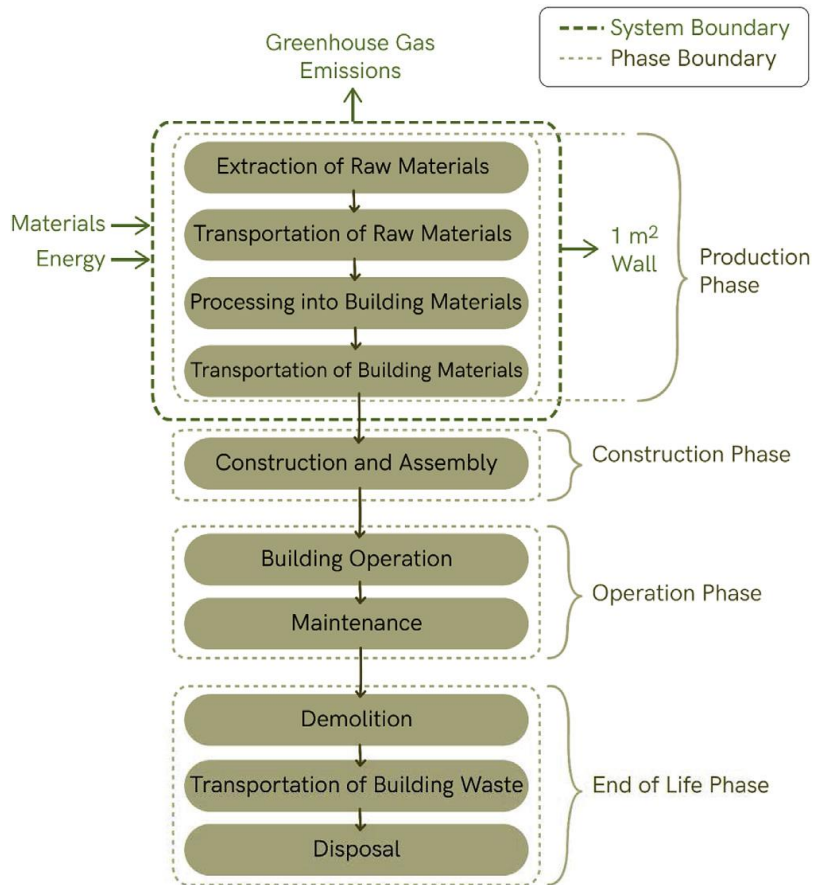 System Boundary
Phase Boundary
Greenhouse Gas
Emissions
Extraction of Raw Materials
Materials
Energy
Transportation of Raw Materials
1 m²
Wall
Processing into Building Materials
Transportation of Building Materials
Production
Phase
Construction and Assembly
Construction Phase
Building Operation
Maintenance
Operation Phase
Demolition
Transportation of Building Waste
Disposal
End of Life Phase